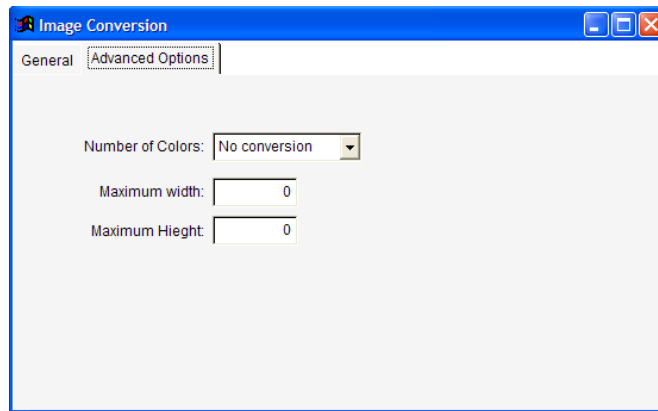 Image Conversion
General Advanced Options
Number of Colors: No conversion
Maximum width: 0
Maximum Hieght: 0